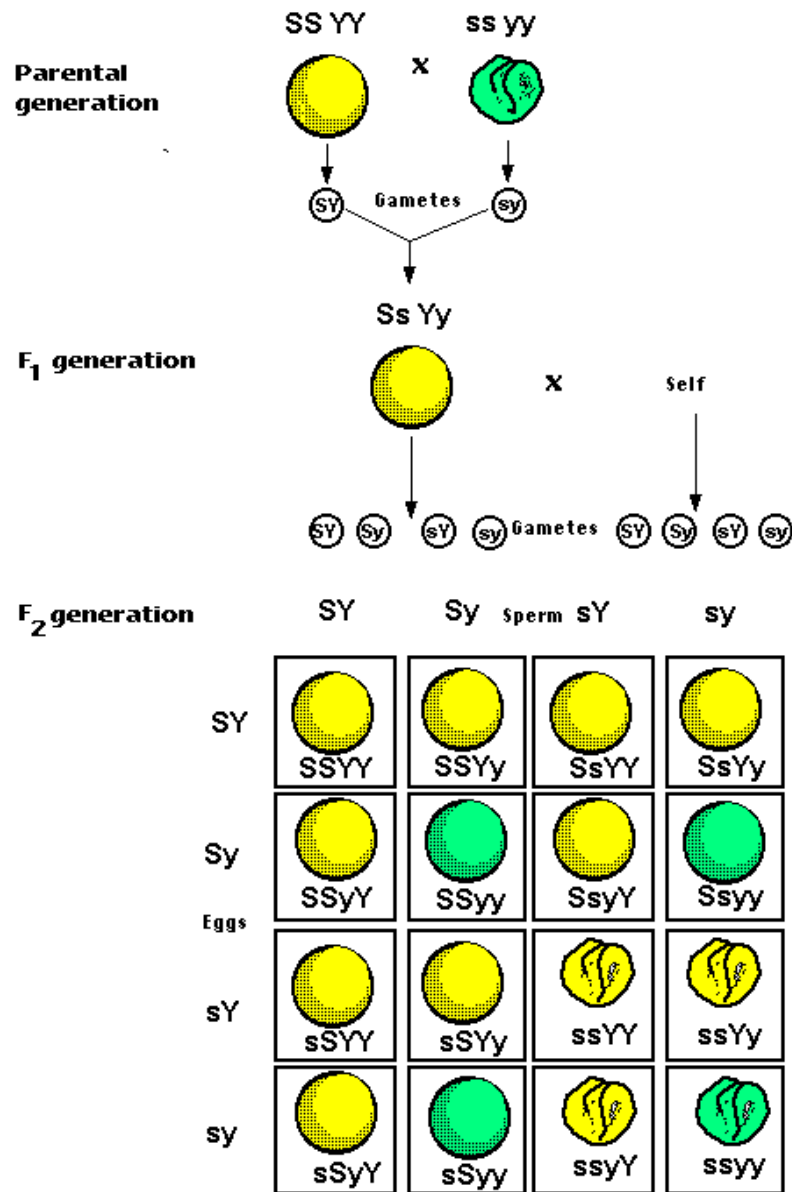 SS YY
ss yy
x
Parental
generation
SY
Gametes
sy
Ss Yy
F1 generation
x
Self
SY Sy sY sy Gametes SY Sy sY sy
F2 generation
SY Sy Sperm sY sy
SY
SSYY SSYy SsYY SsYy
Sy
SSyY SSyy SsyY Ssyy
Eggs
sY
sSYY sSYy ssYY ssYy
sy
sSyY sSyy ssyY ssyy